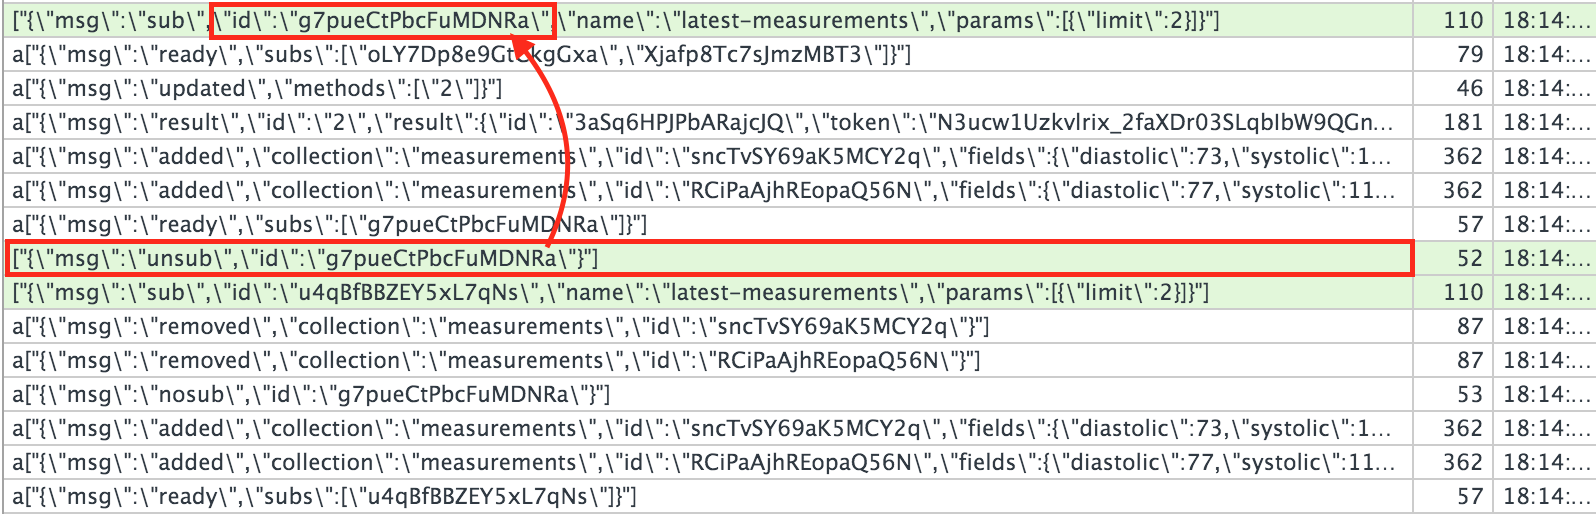 ["{\"msg\":\"sub\",\"id\":\"g7pueCtPbcFuMDNRa\",\"name\":\"latest-measurements\",\"params\":[{\"limit\":2}]}"] 110 18:14:...
a["{\"msg\":\"ready\",\"subs\":[\"oLY7Dp8e9Gt kgGxa\",\"Xjafp8Tc7sJmzMBT3\"]}"] 79 18:14:...
a["{\"msg\":\"updated\",\"methods\":[\"2\"]}"] 46 18:14:...
a["{\"msg\":\"result\",\"id\":\"2\",\"result\":{\"id\":\"3aSq6HPJPbARajcJQ\",\"token\":\"N3ucw1UzkvIrix_2faXDr03SLqbIbW9QGn... 181 18:14:...
a["{\"msg\":\"added\",\"collection\":\"measurements\",\"id\":\"sncTvSY69aK5MCY2q\",\"fields\":{\"diastolic\":73,\"systolic\":1... 362 18:14:...
a["{\"msg\":\"added\",\"collection\":\"measurements\",\"id\":\"RCiPaAjhREopaQ56N\",\"fields\":{\"diastolic\":77,\"systolic\":11... 362 18:14:...
a["{\"msg\":\"ready\",\"subs\":[\"g7pueCtPbcFuMDNRa\"]}"] 57 18:14:...
["{\"msg\":\"unsub\",\"id\":\"g7pueCtPbcFuMDNRa\"}"] 52 18:14:...
["{\"msg\":\"sub\",\"id\":\"u4qBfBBZEY5xL7qNs\",\"name\":\"latest-measurements\",\"params\":[{\"limit\":2}]}"] 110 18:14:...
a["{\"msg\":\"removed\",\"collection\":\"measurements\",\"id\":\"sncTvSY69aK5MCY2q\"}"] 87 18:14:...
a["{\"msg\":\"removed\",\"collection\":\"measurements\",\"id\":\"RCiPaAjhREopaQ56N\"}"] 87 18:14:...
a["{\"msg\":\"nosub\",\"id\":\"g7pueCtPbcFuMDNRa\"}"] 53 18:14:...
a["{\"msg\":\"added\",\"collection\":\"measurements\",\"id\":\"sncTvSY69aK5MCY2q\",\"fields\":{\"diastolic\":73,\"systolic\":1... 362 18:14:...
a["{\"msg\":\"added\",\"collection\":\"measurements\",\"id\":\"RCiPaAjhREopaQ56N\",\"fields\":{\"diastolic\":77,\"systolic\":11... 362 18:14:...
a["{\"msg\":\"ready\",\"subs\":[\"u4qBfBBZEY5xL7qNs\"]}"] 57 18:14:...